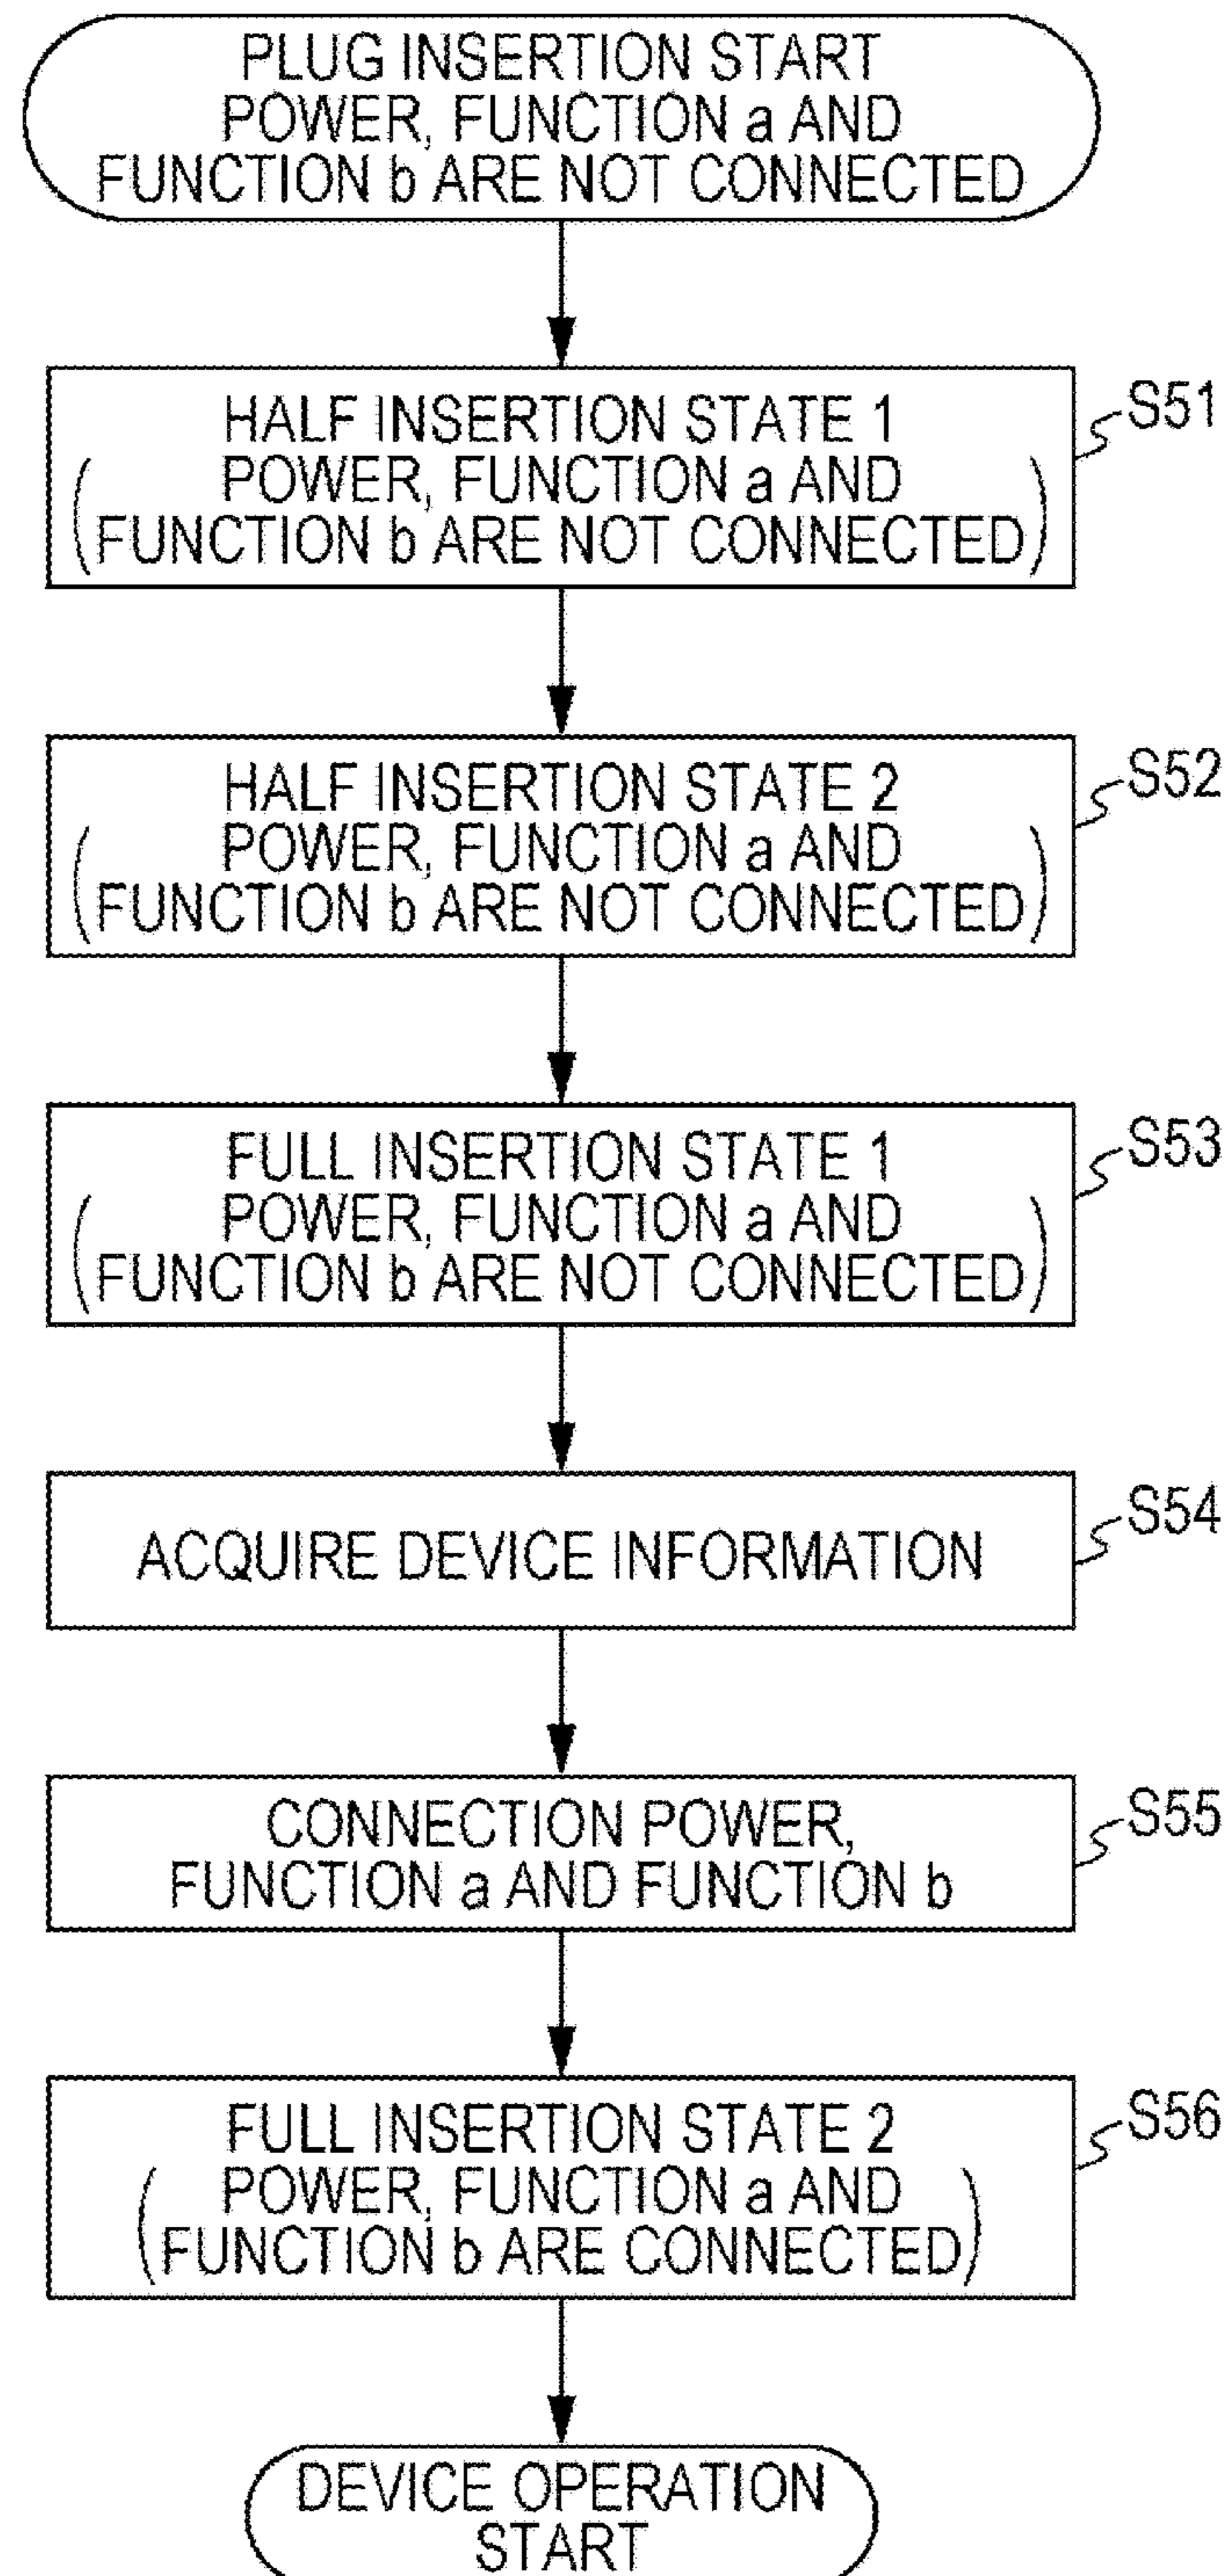 PLUG INSERTION START
POWER, FUNCTION a AND
FUNCTION b ARE NOT CONNECTED
HALF INSERTION STATE 1
(POWER, FUNCTION a AND
FUNCTION b ARE NOT CONNECTED)
S51
HALF INSERTION STATE 2
(POWER, FUNCTION a AND
FUNCTION b ARE NOT CONNECTED)
S52
FULL INSERTION STATE 1
(POWER, FUNCTION a AND
FUNCTION b ARE NOT CONNECTED)
S53
ACQUIRE DEVICE INFORMATION
S54
CONNECTION POWER,
FUNCTION a AND FUNCTION b
S55
FULL INSERTION STATE 2
(POWER, FUNCTION a AND
FUNCTION b ARE CONNECTED)
S56
DEVICE OPERATION
START